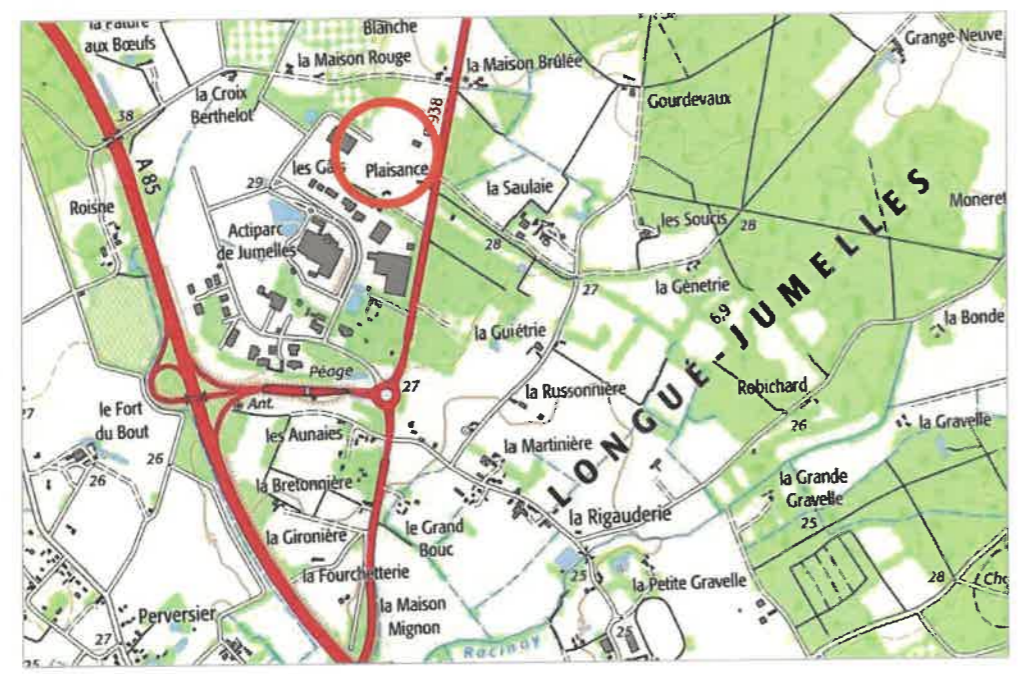 la Pâture
aux Bœufs
Blanche
la Maison Rouge
la Maison Brûlée
Grange Neuve
la Croix
Berthelot
Gourdevaux
38
A 85
938
les Gâts
Plaisance
29
la Saulaie
Roisne
Moneret
Actiparc
de Jumelles
28
les Souris
28
27
la Génetrie
6,9
LONGUÉ-JUMELLES
la Bonde
la Guiétrie
Péage
27
la Russonnière
Robichard
26
Ant.
le Fort
du Bout
les Aunaies
la Martinière
la Gravelle
26
26
la Bretonnière
la Grande
Gravelle
la Rigauderie
25
la Gironière
le Grand
Bouc
la Fourchetterie
25
la Petite Gravelle
28
Perversier
la Maison
Mignon
27
25
25
Racinay